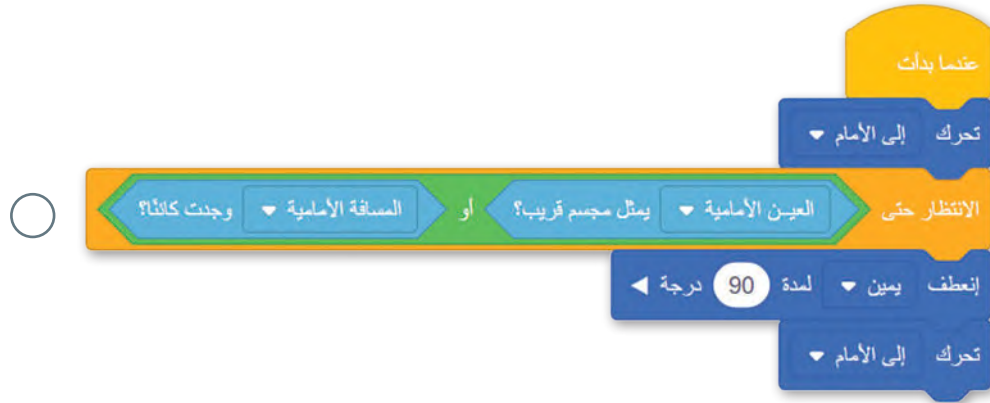 عندما بدأت
تحرك إلى الأمام
الانتظار حتى العين الأمامية يمثل مجسم قريب؟ أو المسافة الأمامية وجدت كائنًا؟
إنعطف يمين لمدة 90 درجة
تحرك إلى الأمام